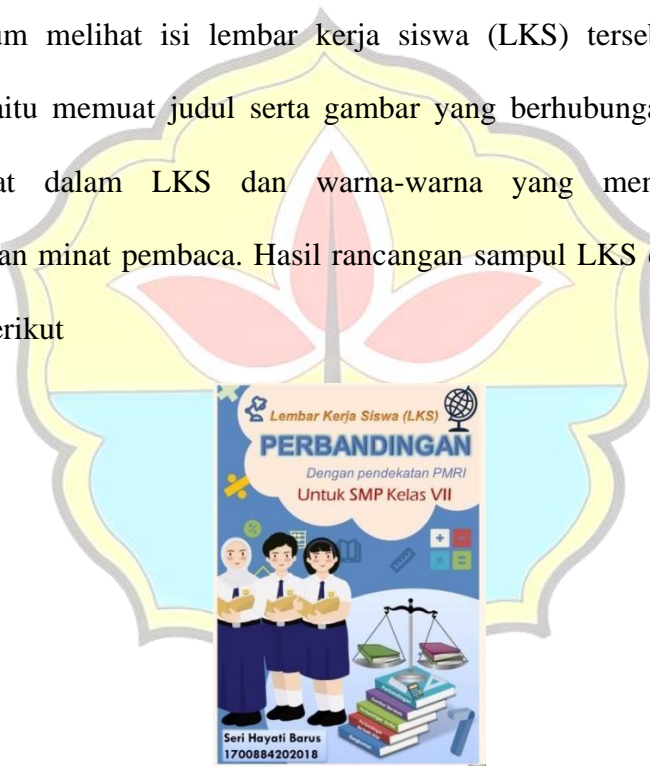 um melihat isi lembar kerja siswa (LKS) terseb
aitu memuat judul serta gambar yang berhubunga
at dalam LKS dan warna-warna yang men
an minat pembaca. Hasil rancangan sampul LKS
erikut
Lembar Kerja Siswa (LKS)
PERBANDINGAN
Dengan pendekatan PMRI
Untuk SMP Kelas VII
Perbandingan
Seri Hayati Barus
1700884202018